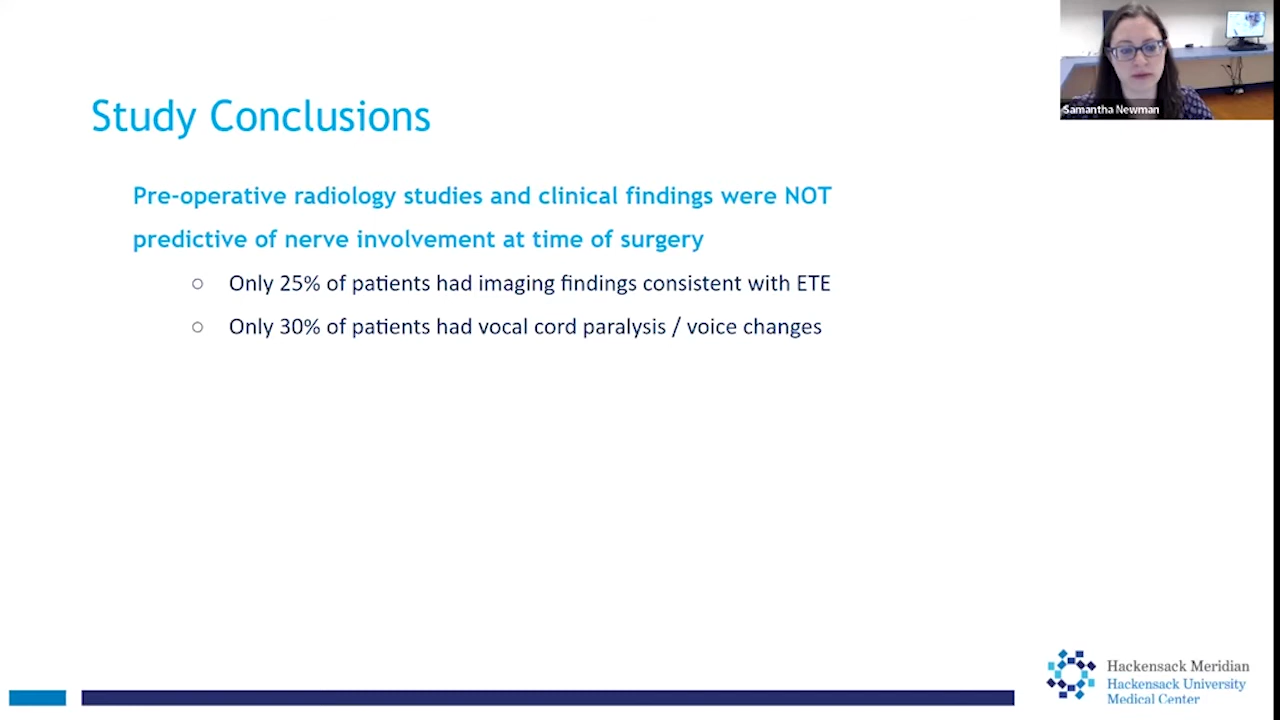 Samantha Newman
Study Conclusions
Pre-operative radiology studies and clinical findings were NOT
predictive of nerve involvement at time of surgery
○ Only 25% of patients had imaging findings consistent with ETE
○ Only 30% of patients had vocal cord paralysis / voice changes
Hackensack Meridian
Hackensack University
Medical Center